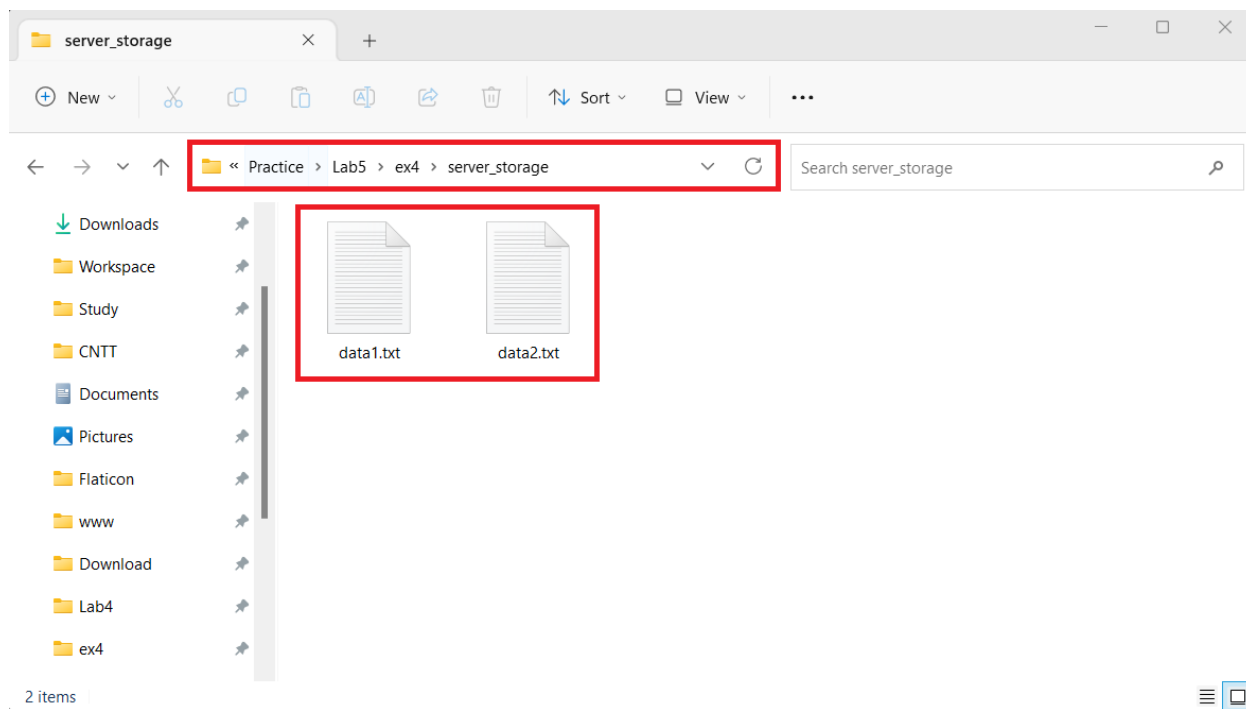 server_storage
New
Sort
View
« Practice > Lab5 > ex4 > server_storage
Search server_storage
Downloads
Workspace
Study
CNTT
Documents
Pictures
Flaticon
www
Download
Lab4
ex4
data1.txt
data2.txt
2 items